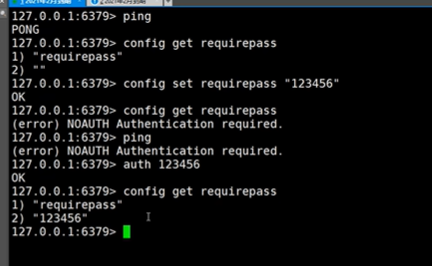 127.0.0.1:6379> ping
PONG
127.0.0.1:6379> config get requirepass
1) "requirepass"
2) ""
127.0.0.1:6379> config set requirepass "123456"
OK
127.0.0.1:6379> config get requirepass
(error) NOAUTH Authentication required.
127.0.0.1:6379> ping
(error) NOAUTH Authentication required.
127.0.0.1:6379> auth 123456
OK
127.0.0.1:6379> config get requirepass
1) "requirepass"
2) "123456"
127.0.0.1:6379>